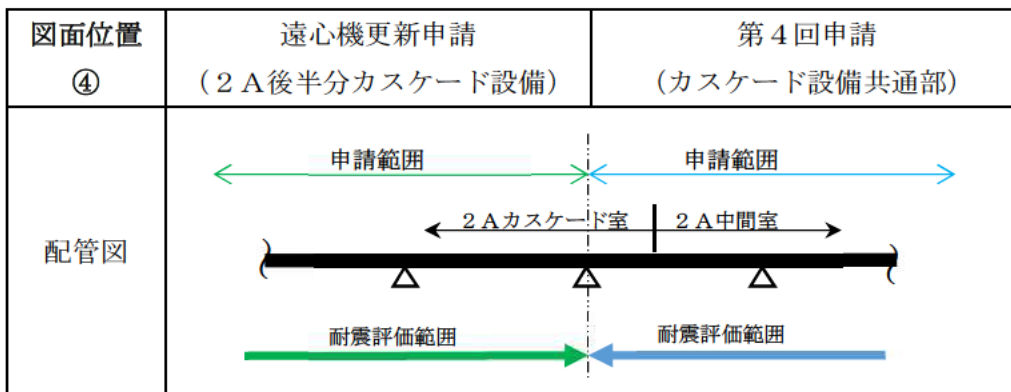 図面位置
④
遠心機更新申請
（２Ａ後半分カスケード設備）
第４回申請
（カスケード設備共通部）
配管図
申請範囲
申請範囲
２Ａカスケード室
２Ａ中間室
耐震評価範囲
耐震評価範囲